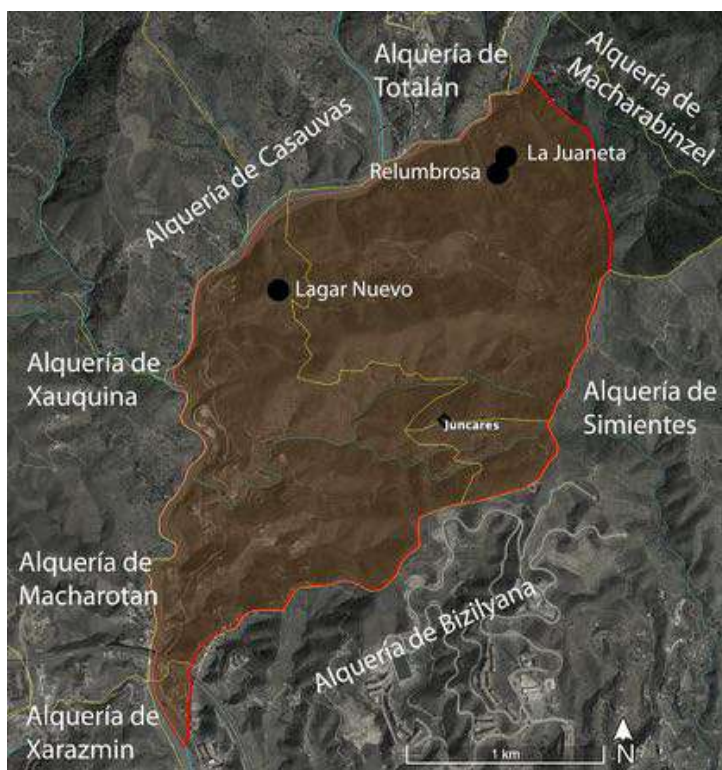 Alquería de
Totalán
Alquería de
Macharabinzel
Alquería de Casauvas
La Juaneta
Relumbrosa
Lagar Nuevo
Alquería de
Xauquina
Alquería de
Simientes
Juncares
Alquería de
Macharotan
Alquería de Bizilyana
Alquería de
Xarazmin
1 km
N